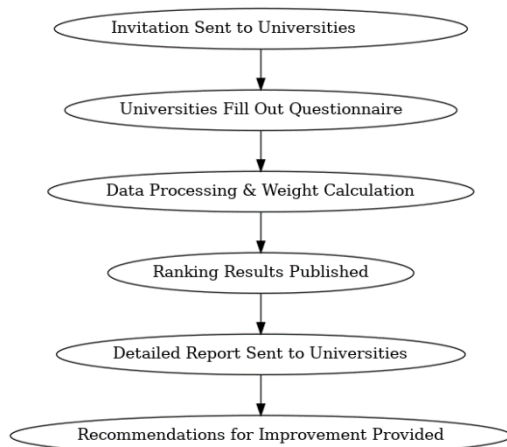 Invitation Sent to Universities
Universities Fill Out Questionnaire
Data Processing & Weight Calculation
Ranking Results Published
Detailed Report Sent to Universities
Recommendations for Improvement Provided